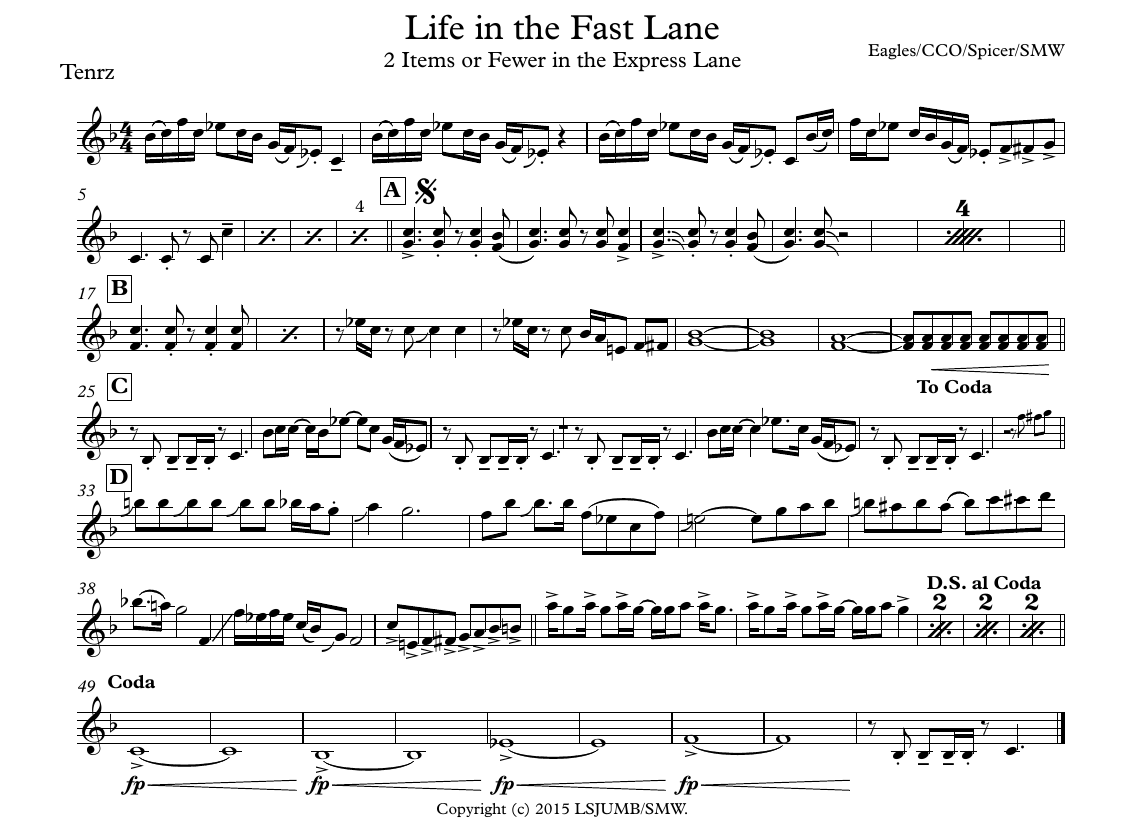 Life in the Fast Lane
2 Items or Fewer in the Express Lane
Eagles/CCO/Spicer/SMW
Tenrz
4
4
5
4
A
4
17
B
25
C
To Coda
33
D
38
D.S. al Coda
2 2 2
49
Coda
fp fp fp fp
Copyright (c) 2015 LSJUMB/SMW.